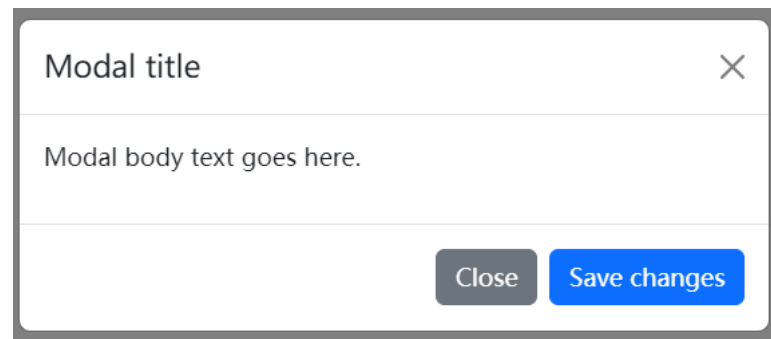 Modal title
Modal body text goes here.
Close Save changes